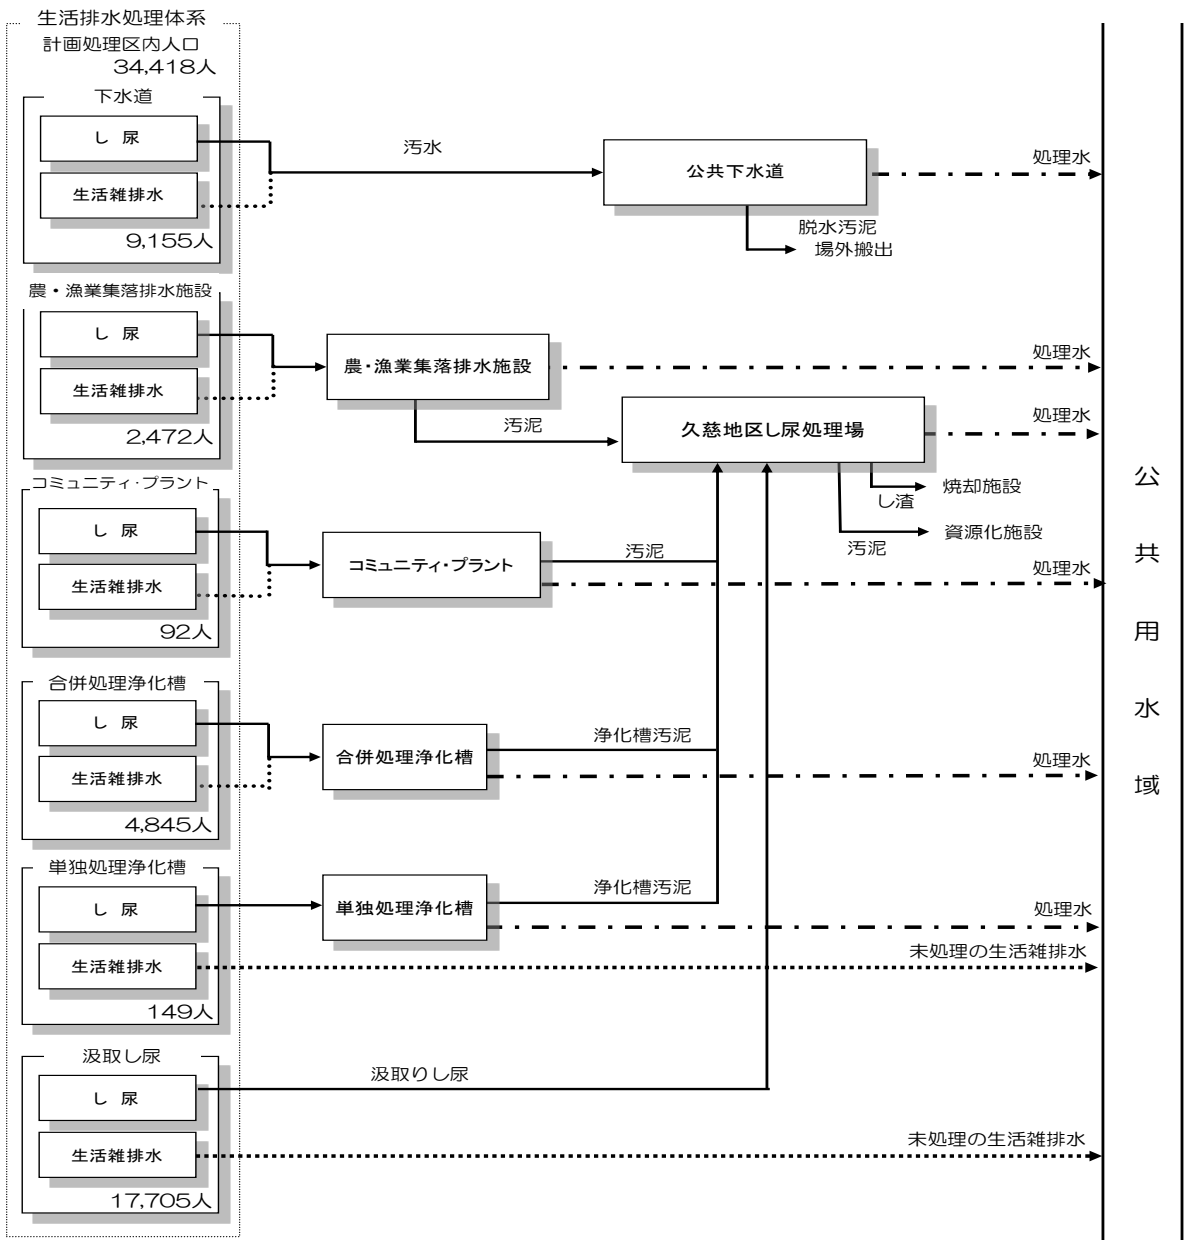 生活排水処理体系
計画処理区内人口
34,418人
下水道
し 尿
生活雑排水
9,155人
汚水
公共下水道
処理水
脱水汚泥
場外搬出
農・漁業集落排水施設
し 尿
生活雑排水
2,472人
農・漁業集落排水施設
処理水
汚泥
久慈地区し尿処理場
処理水
し渣
焼却施設
汚泥
資源化施設
コミュニティ・プラント
し 尿
生活雑排水
92人
コミュニティ・プラント
汚泥
処理水
合併処理浄化槽
し 尿
生活雑排水
4,845人
合併処理浄化槽
浄化槽汚泥
処理水
単独処理浄化槽
し 尿
生活雑排水
149人
単独処理浄化槽
浄化槽汚泥
処理水
未処理の生活雑排水
汲取し尿
し 尿
生活雑排水
17,705人
汲取りし尿
未処理の生活雑排水
公共用水域